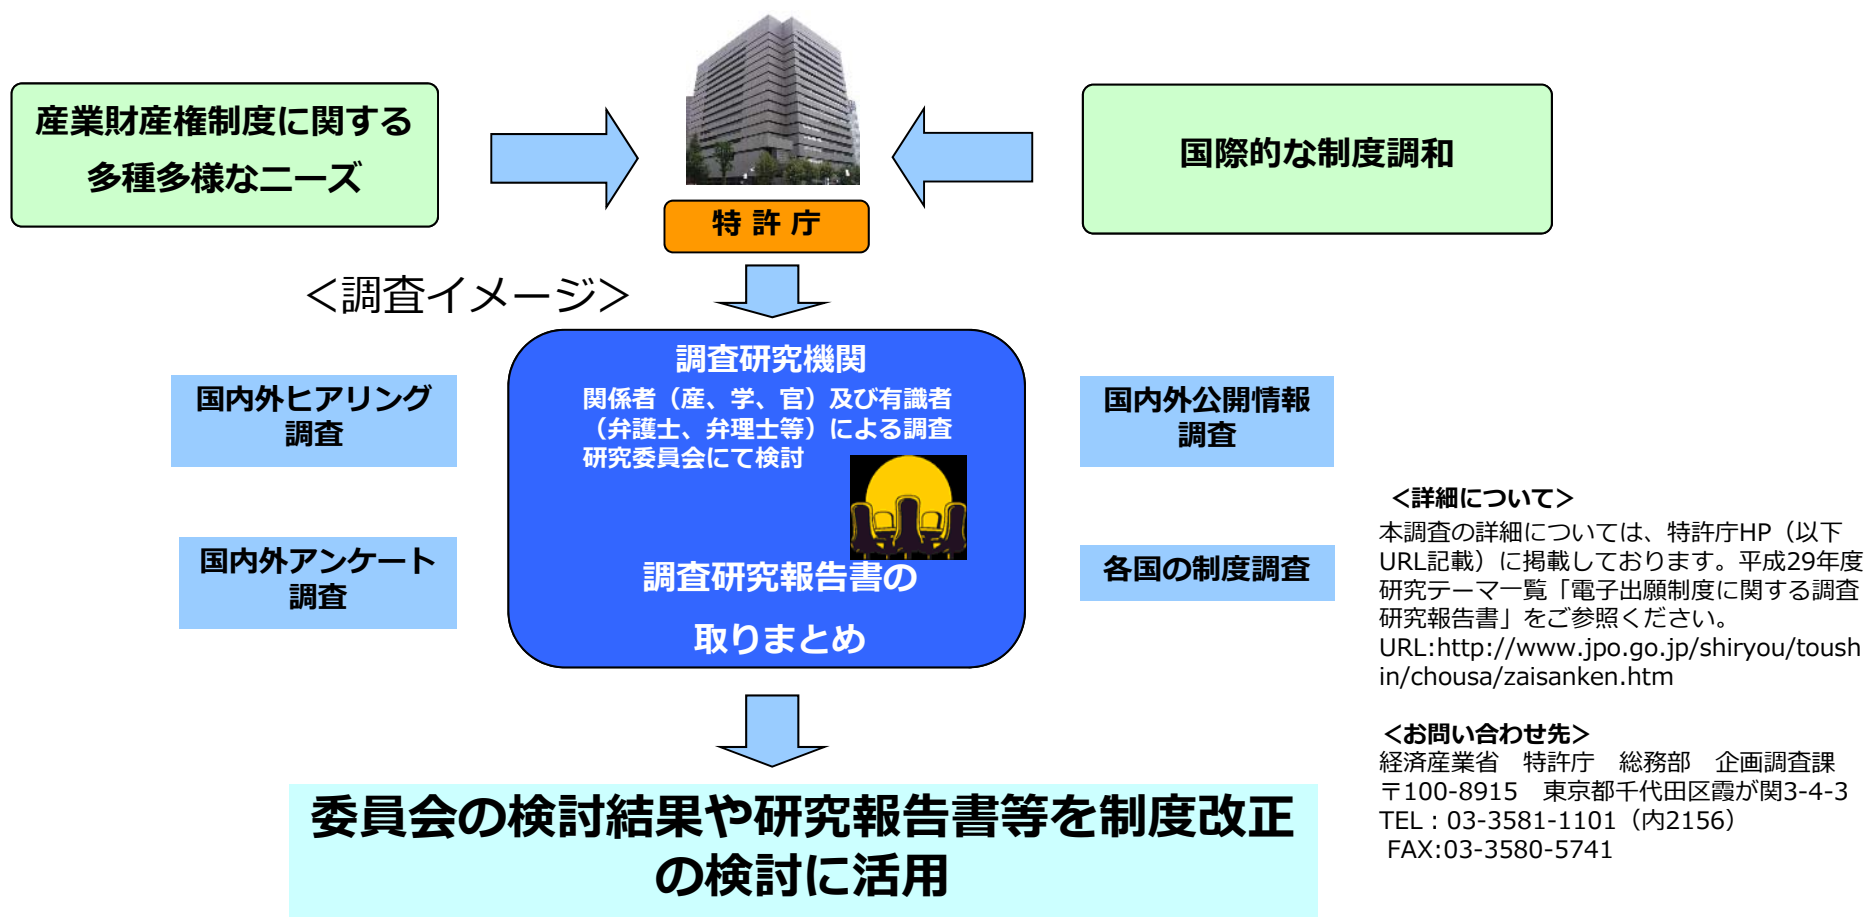 産業財産権制度に関する
多種多様なニーズ
国際的な制度調和
特 許 庁
＜調査イメージ＞
調査研究機関
関係者（産、学、官）及び有識者
（弁護士、弁理士等）による調査
研究委員会にて検討
調査研究報告書の
取りまとめ
国内外ヒアリング
調査
国内外アンケート
調査
国内外公開情報
調査
各国の制度調査
＜詳細について＞
本調査の詳細については、特許庁HP（以下
URL記載）に掲載しております。平成29年度
研究テーマ一覧「電子出願制度に関する調査
研究報告書」をご参照ください。
URL:http://www.jpo.go.jp/shiryou/toush
in/chousa/zaisanken.htm
＜お問い合わせ先＞
経済産業省　特許庁　総務部　企画調査課
〒100-8915　東京都千代田区霞が関3-4-3
TEL：03-3581-1101（内2156）
FAX:03-3580-5741
委員会の検討結果や研究報告書等を制度改正
の検討に活用